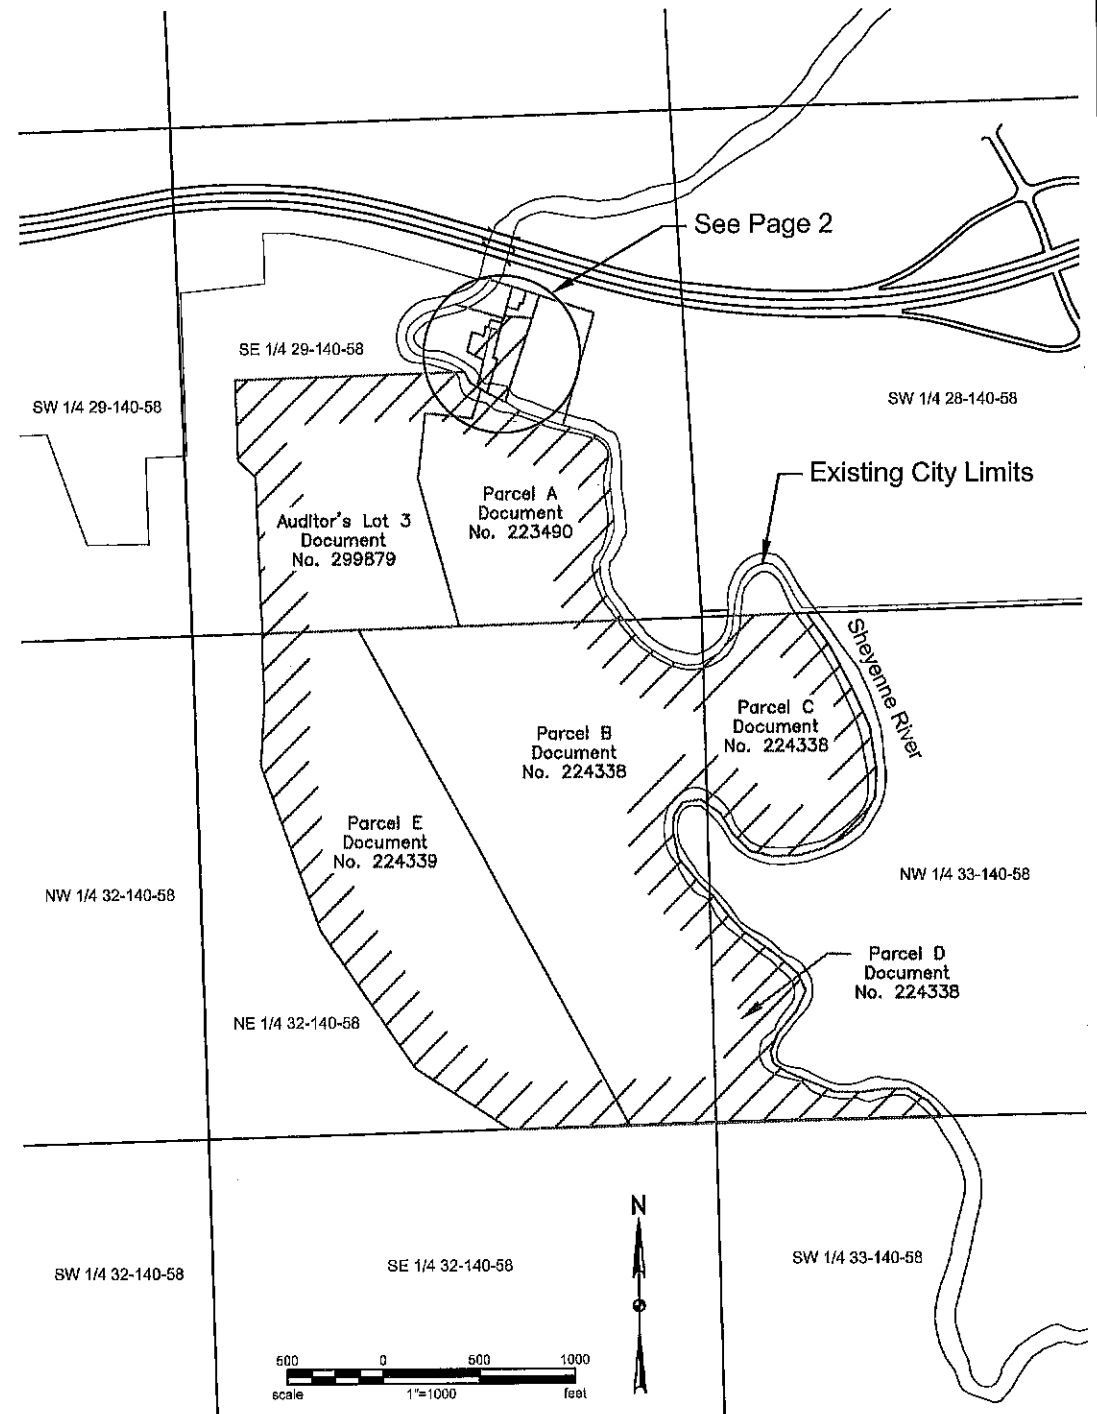 See Page 2
SE 1/4 29-140-58
SW 1/4 29-140-58
SW 1/4 28-140-58
Existing City Limits
Parcel A
Document
No. 223490
Auditor's Lot 3
Document
No. 299879
Sheyenne River
Parcel C
Document
No. 224338
Parcel B
Document
No. 224338
Parcel E
Document
No. 224339
NW 1/4 32-140-58
NW 1/4 33-140-58
Parcel D
Document
No. 224338
NE 1/4 32-140-58
N
SW 1/4 32-140-58
SE 1/4 32-140-58
SW 1/4 33-140-58
500 0 500 1000
scale 1"=1000 feet